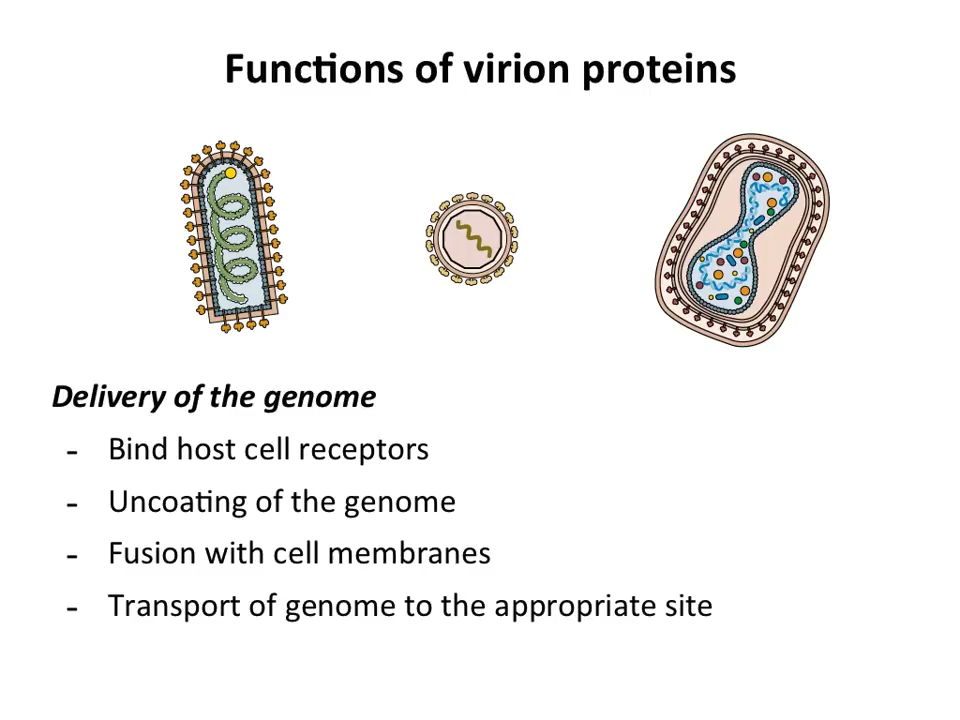 Functions of virion proteins
Delivery of the genome
- Bind host cell receptors
- Uncoating of the genome
- Fusion with cell membranes
- Transport of genome to the appropriate site